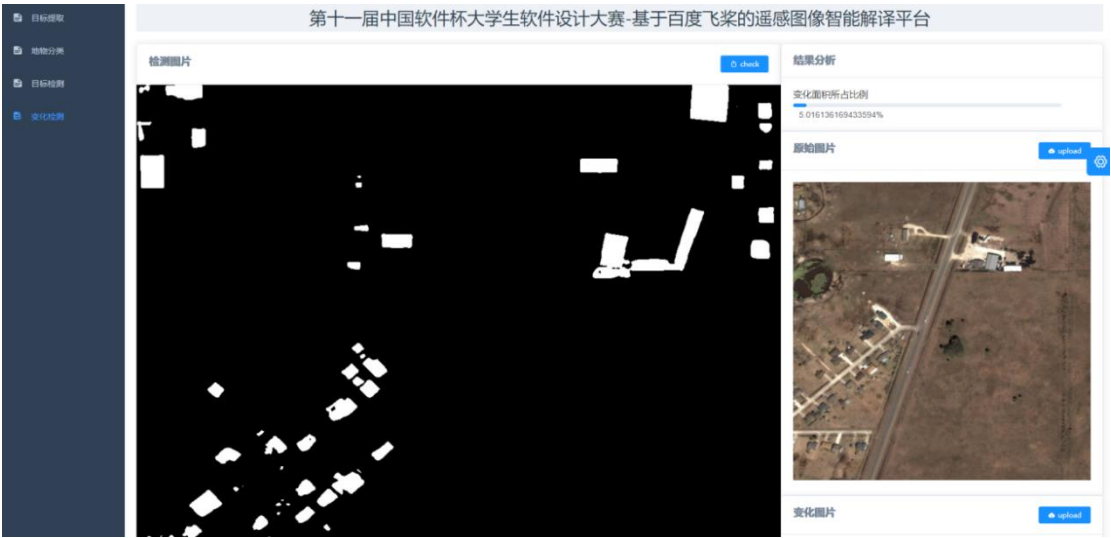 目标提取
地物分类
目标检测
变化检测
第十一届中国软件杯大学生软件设计大赛-基于百度飞桨的遥感图像智能解译平台
检测图片
check
结果分析
变化面积所占比例
5.016136169433594%
原始图片
upload
变化图片
upload